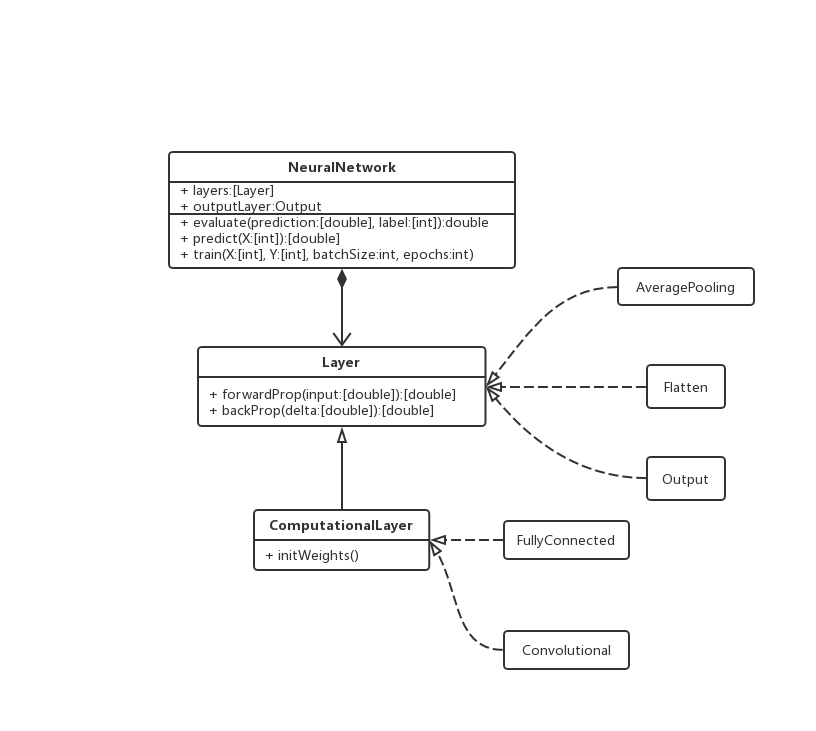 NeuralNetwork
+ layers:[Layer]
+ outputLayer:Output
+ evaluate(prediction:[double], label:[int]):double
+ predict(X:[int]):[double]
+ train(X:[int], Y:[int], batchSize:int, epochs:int)
AveragePooling
Layer
+ forwardProp(input:[double]):[double]
+ backProp(delta:[double]):[double]
Flatten
Output
ComputationalLayer
+ initWeights()
FullyConnected
Convolutional